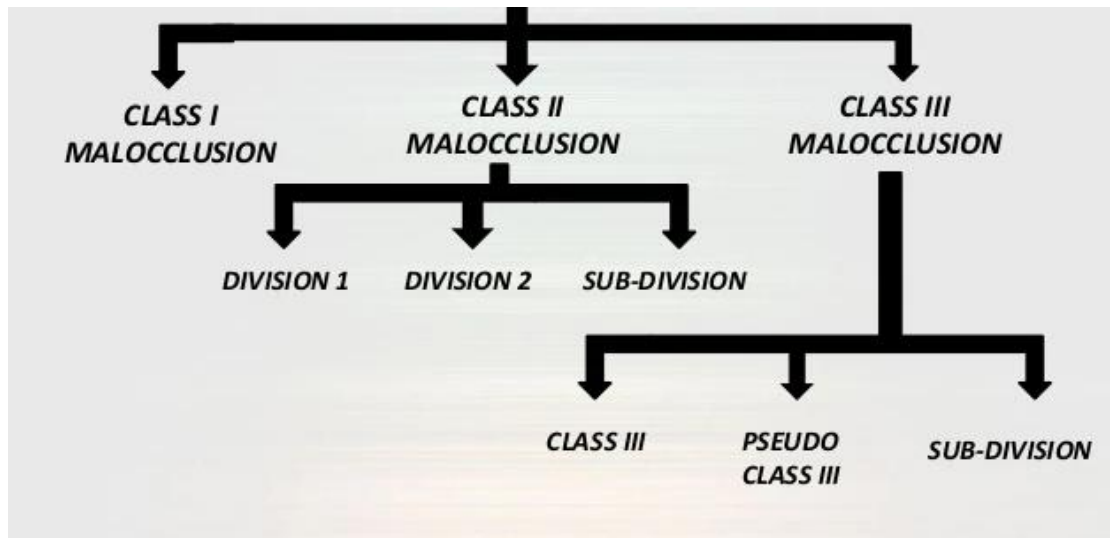 CLASS I
MALOCCLUSION
CLASS II
MALOCCLUSION
CLASS III
MALOCCLUSION
DIVISION 1
DIVISION 2
SUB-DIVISION
CLASS III
PSEUDO
CLASS III
SUB-DIVISION